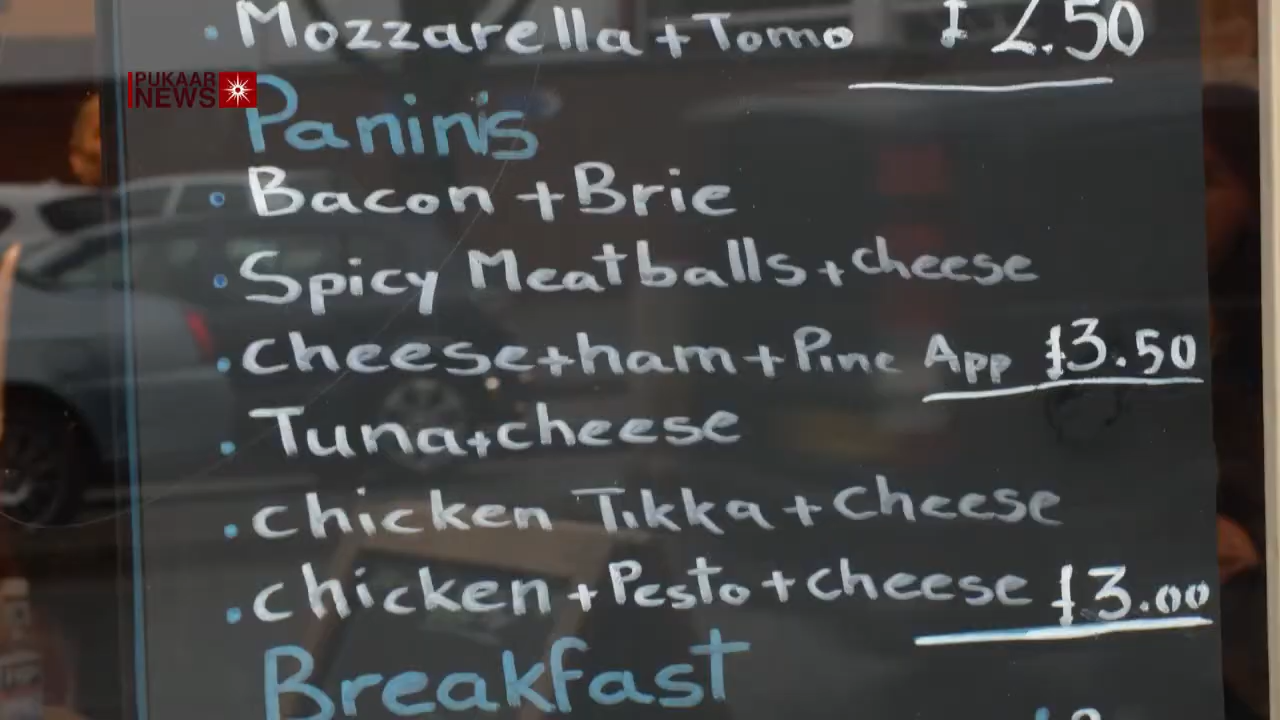 • Mozzarella + Tomo £2.50
PUKAAR
NEWS
Paninis
• Bacon + Brie
• Spicy Meatballs + cheese
• cheese + ham + Pine App £3.50
• Tuna + cheese
• chicken Tikka + cheese
• chicken + Pesto + cheese £3.00
Breakfast